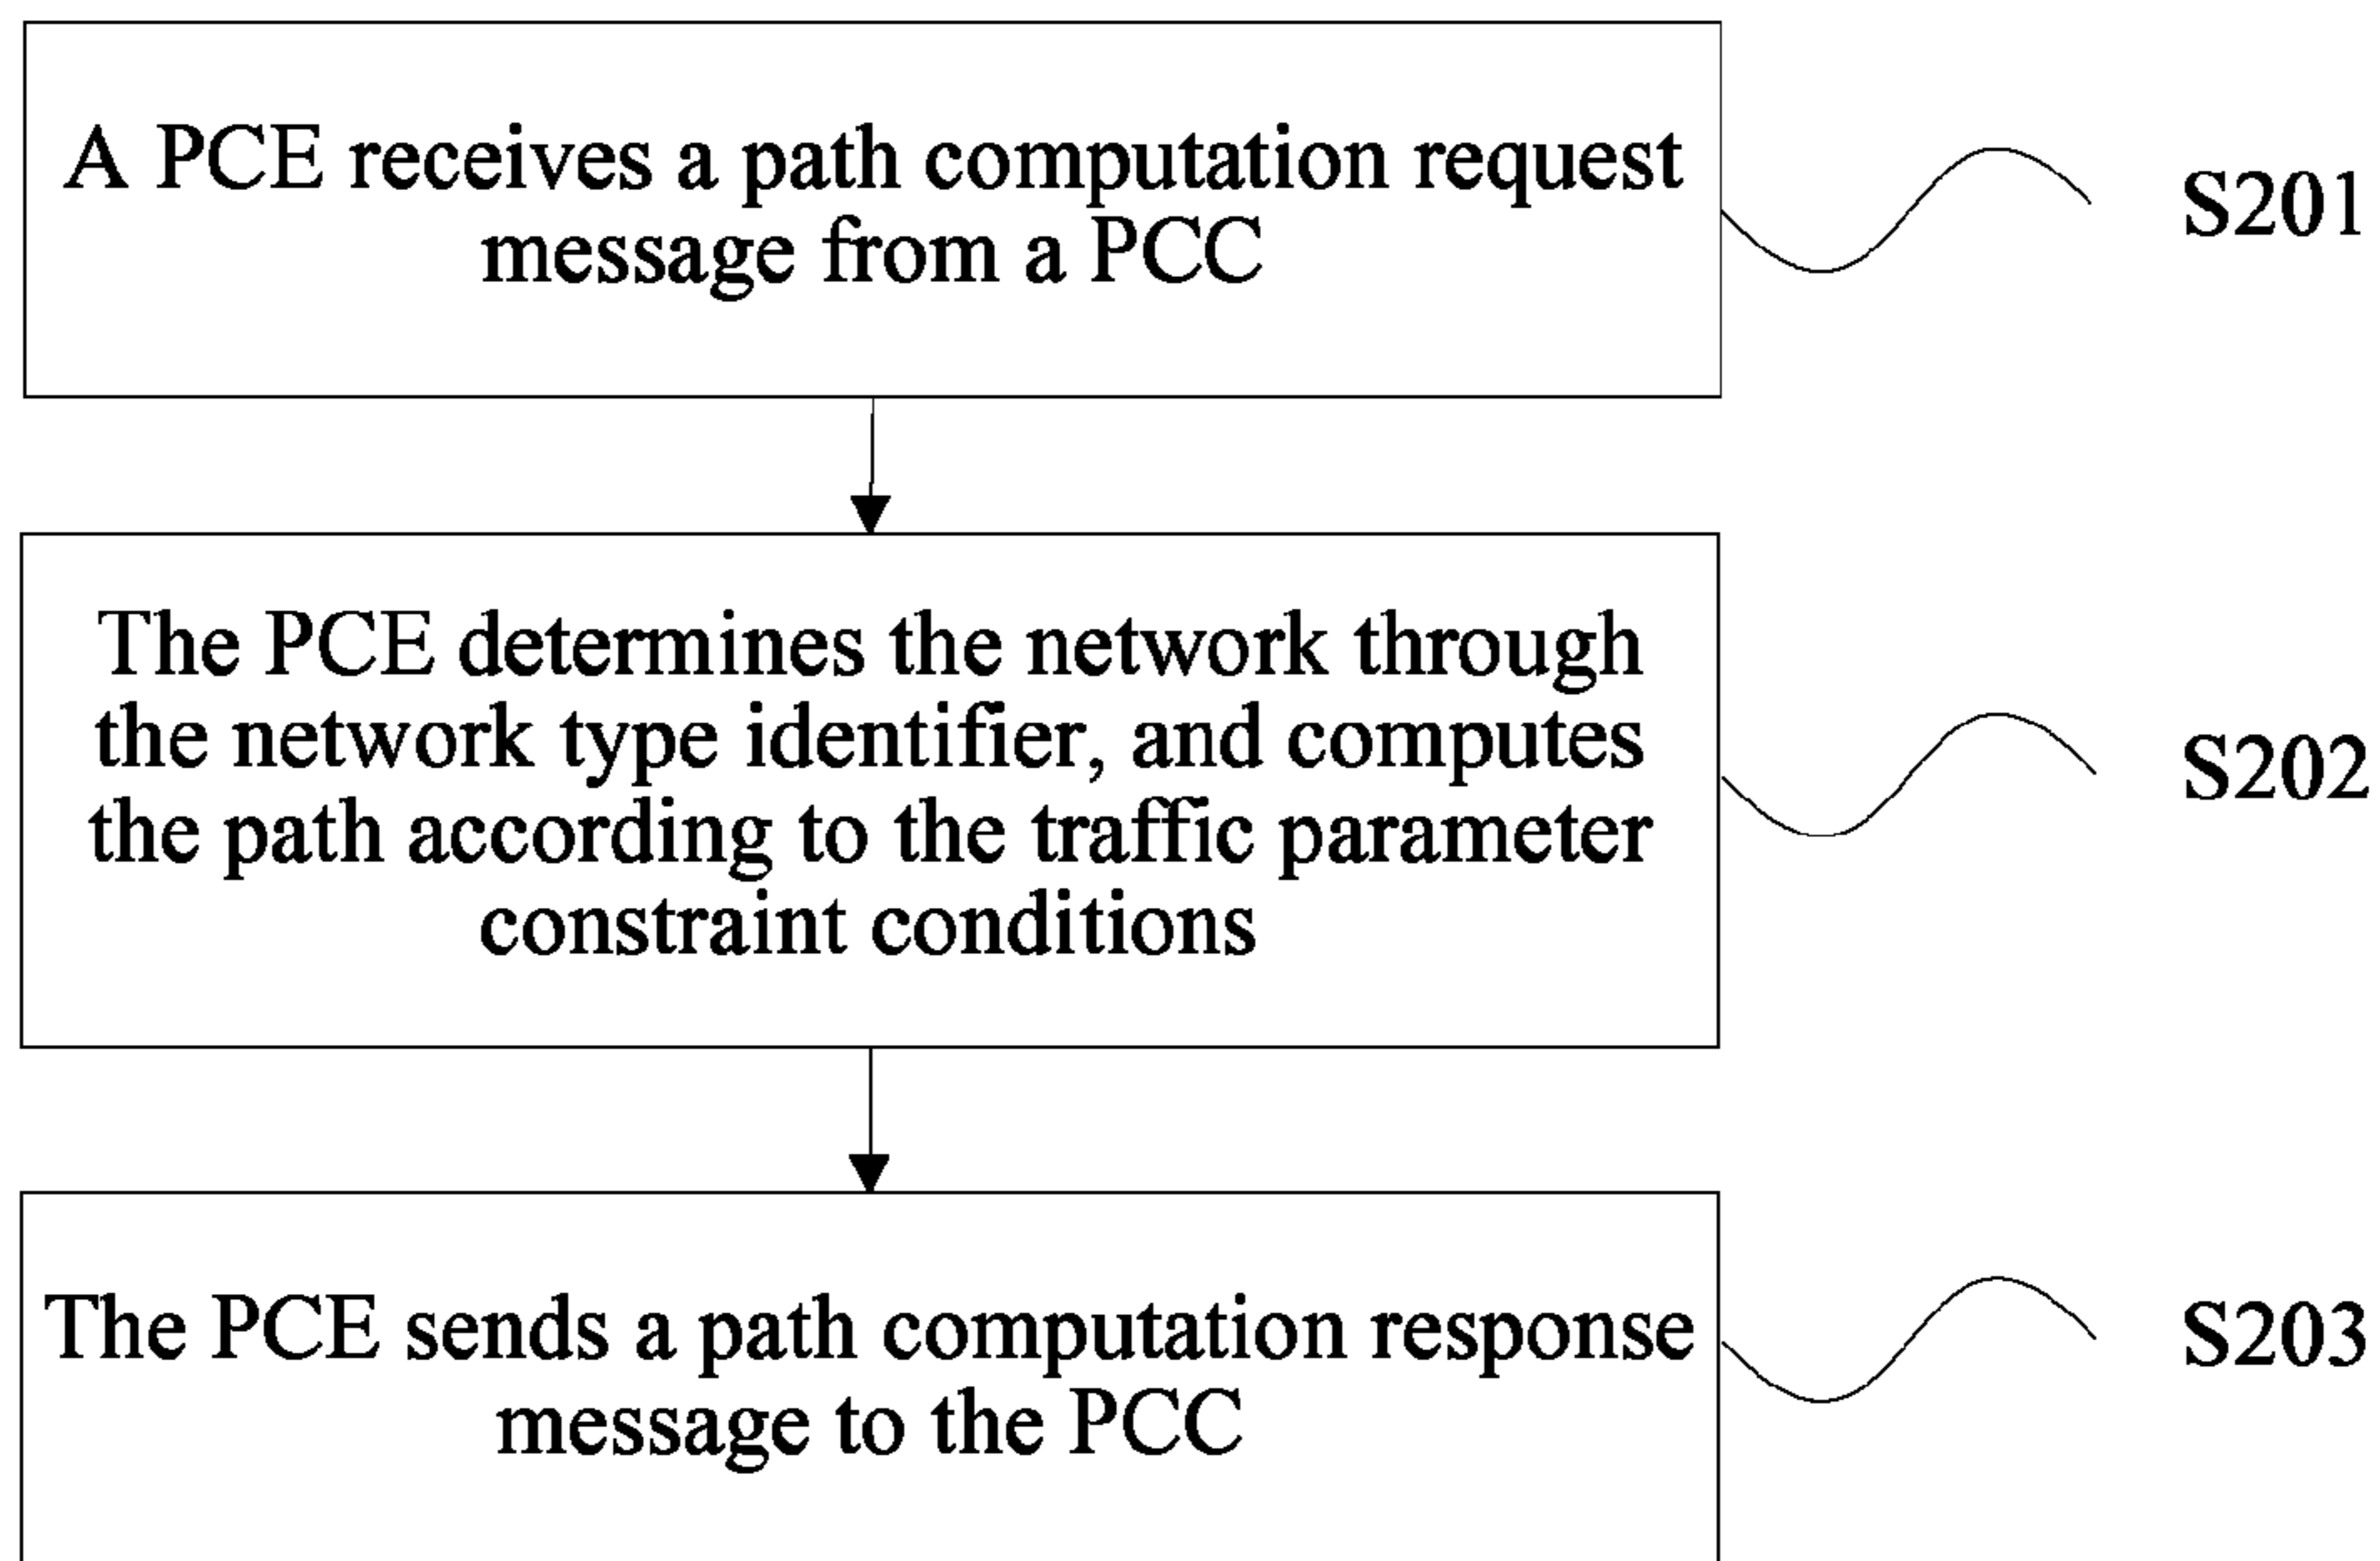 A PCE receives a path computation request
message from a PCC
S201
The PCE determines the network through
the network type identifier, and computes
the path according to the traffic parameter
constraint conditions
S202
The PCE sends a path computation response
message to the PCC
S203